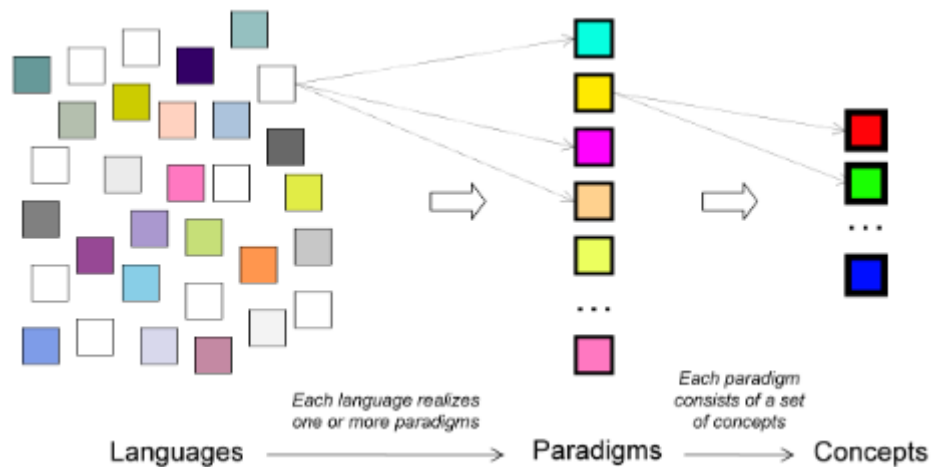 ...
...
Each language realizes
one or more paradigms
Each paradigm
consists of a set
of concepts
Languages
Paradigms
Concepts